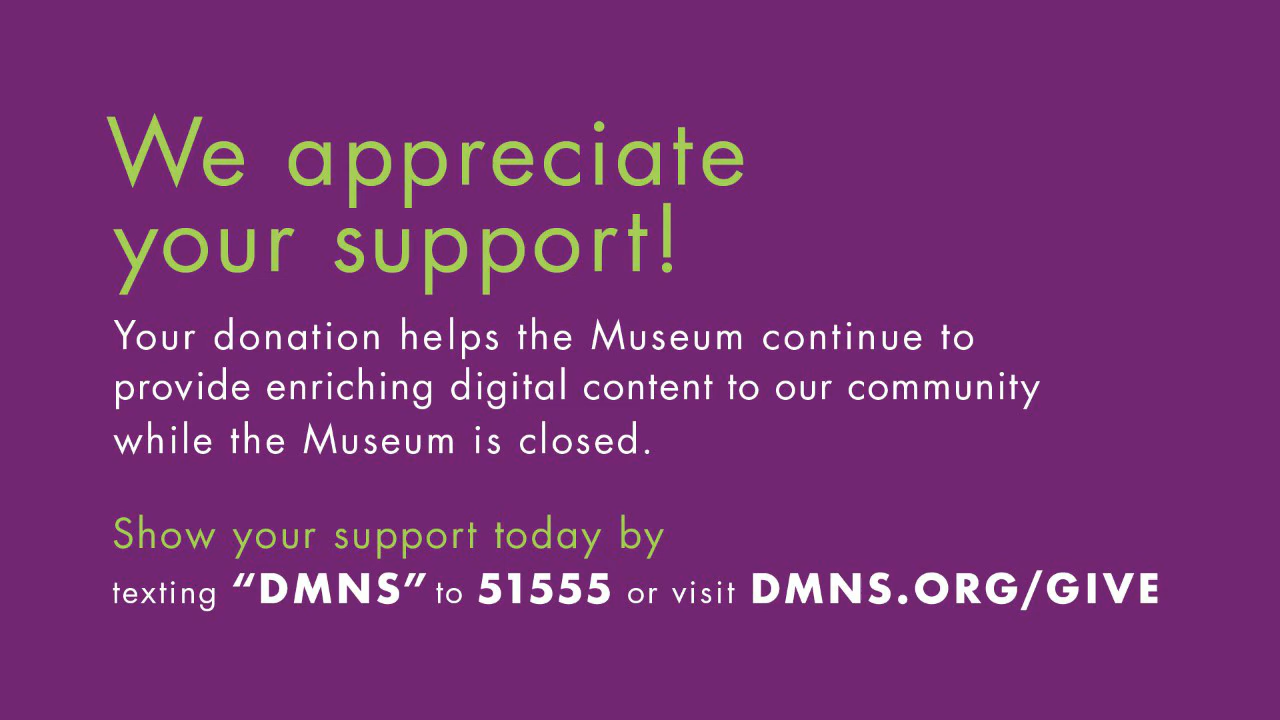 We appreciate
your support!
Your donation helps the Museum continue to
provide enriching digital content to our community
while the Museum is closed.
Show your support today by
texting “DMNS” to 51555 or visit DMNS.ORG/GIVE